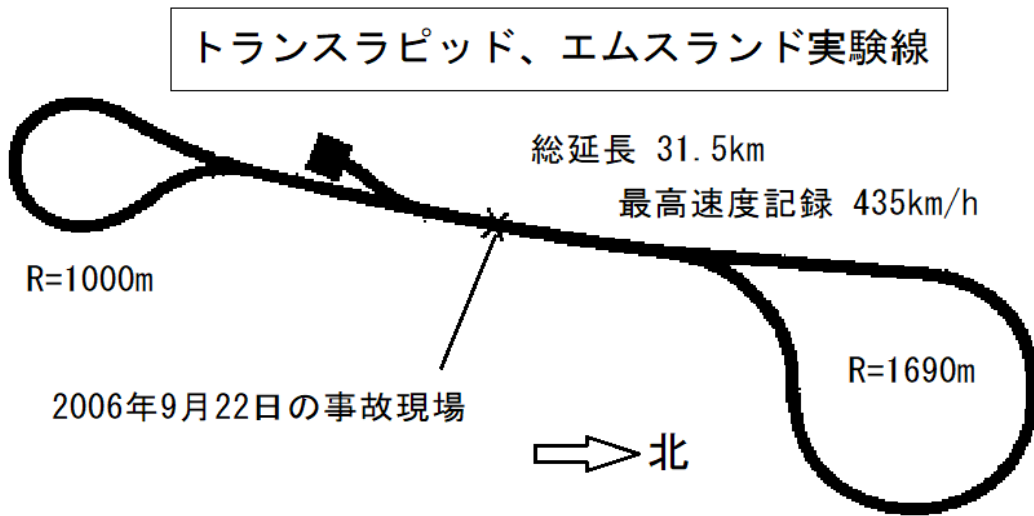 トランスラピッド、エムスランド実験線
総延長 31.5km
最高速度記録 435km/h
R=1000m
R=1690m
2006年9月22日の事故現場
北